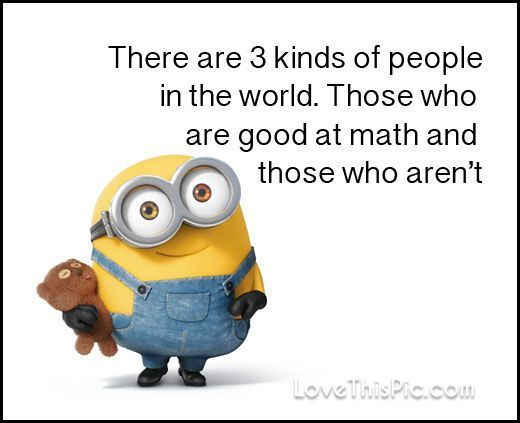 There are 3 kinds of people
in the world. Those who
are good at math and
those who aren't
LoveThisPic.com